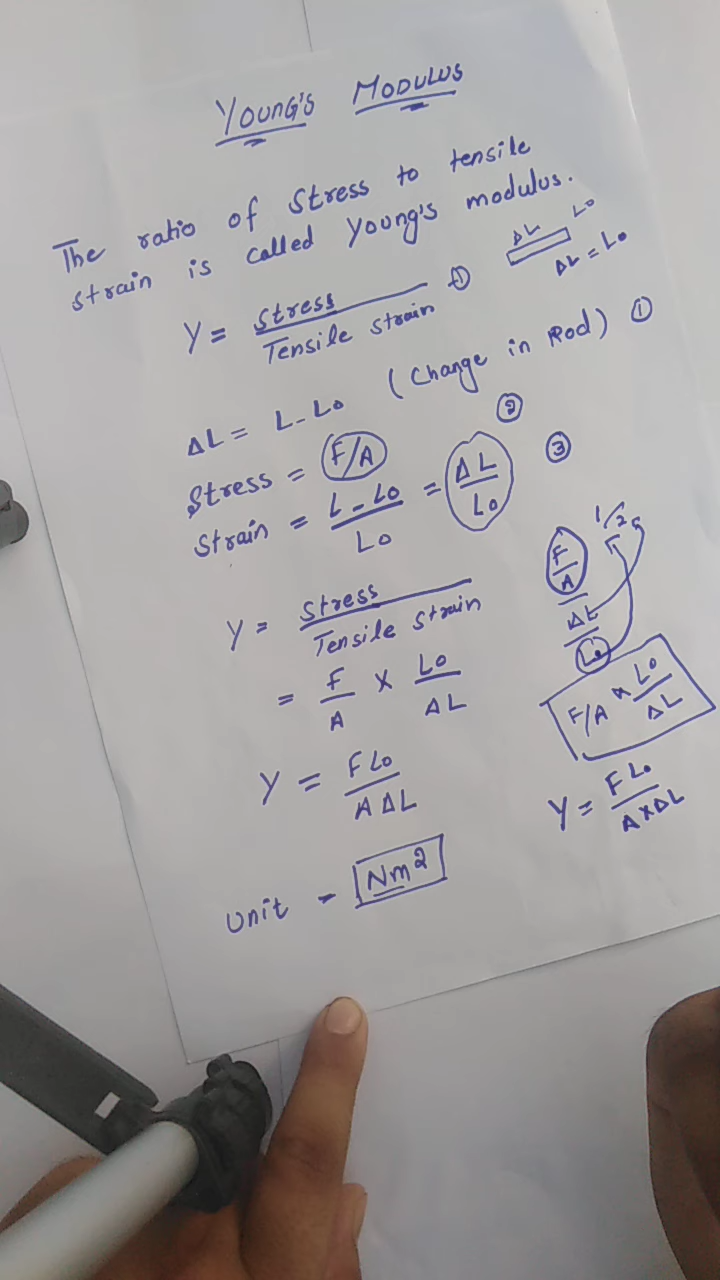 YOUNG'S MODULUS
The ratio of stress to tensile
strain is called Young's modulus.
Y = Stress / Tensile strain ①
ΔL L₀
ΔL = L₀
ΔL = L - L₀ (Change in Rod) ①
Stress = F/A ②
Strain = L - L₀ / L₀ = ΔL / L₀ ③
Y = Stress / Tensile strain
= F / A × L₀ / ΔL
Y = F L₀ / A ΔL
Unit - Nm²
F / A
ΔL / L₀
F/A × L₀ / ΔL
Y = F L₀ / A × ΔL